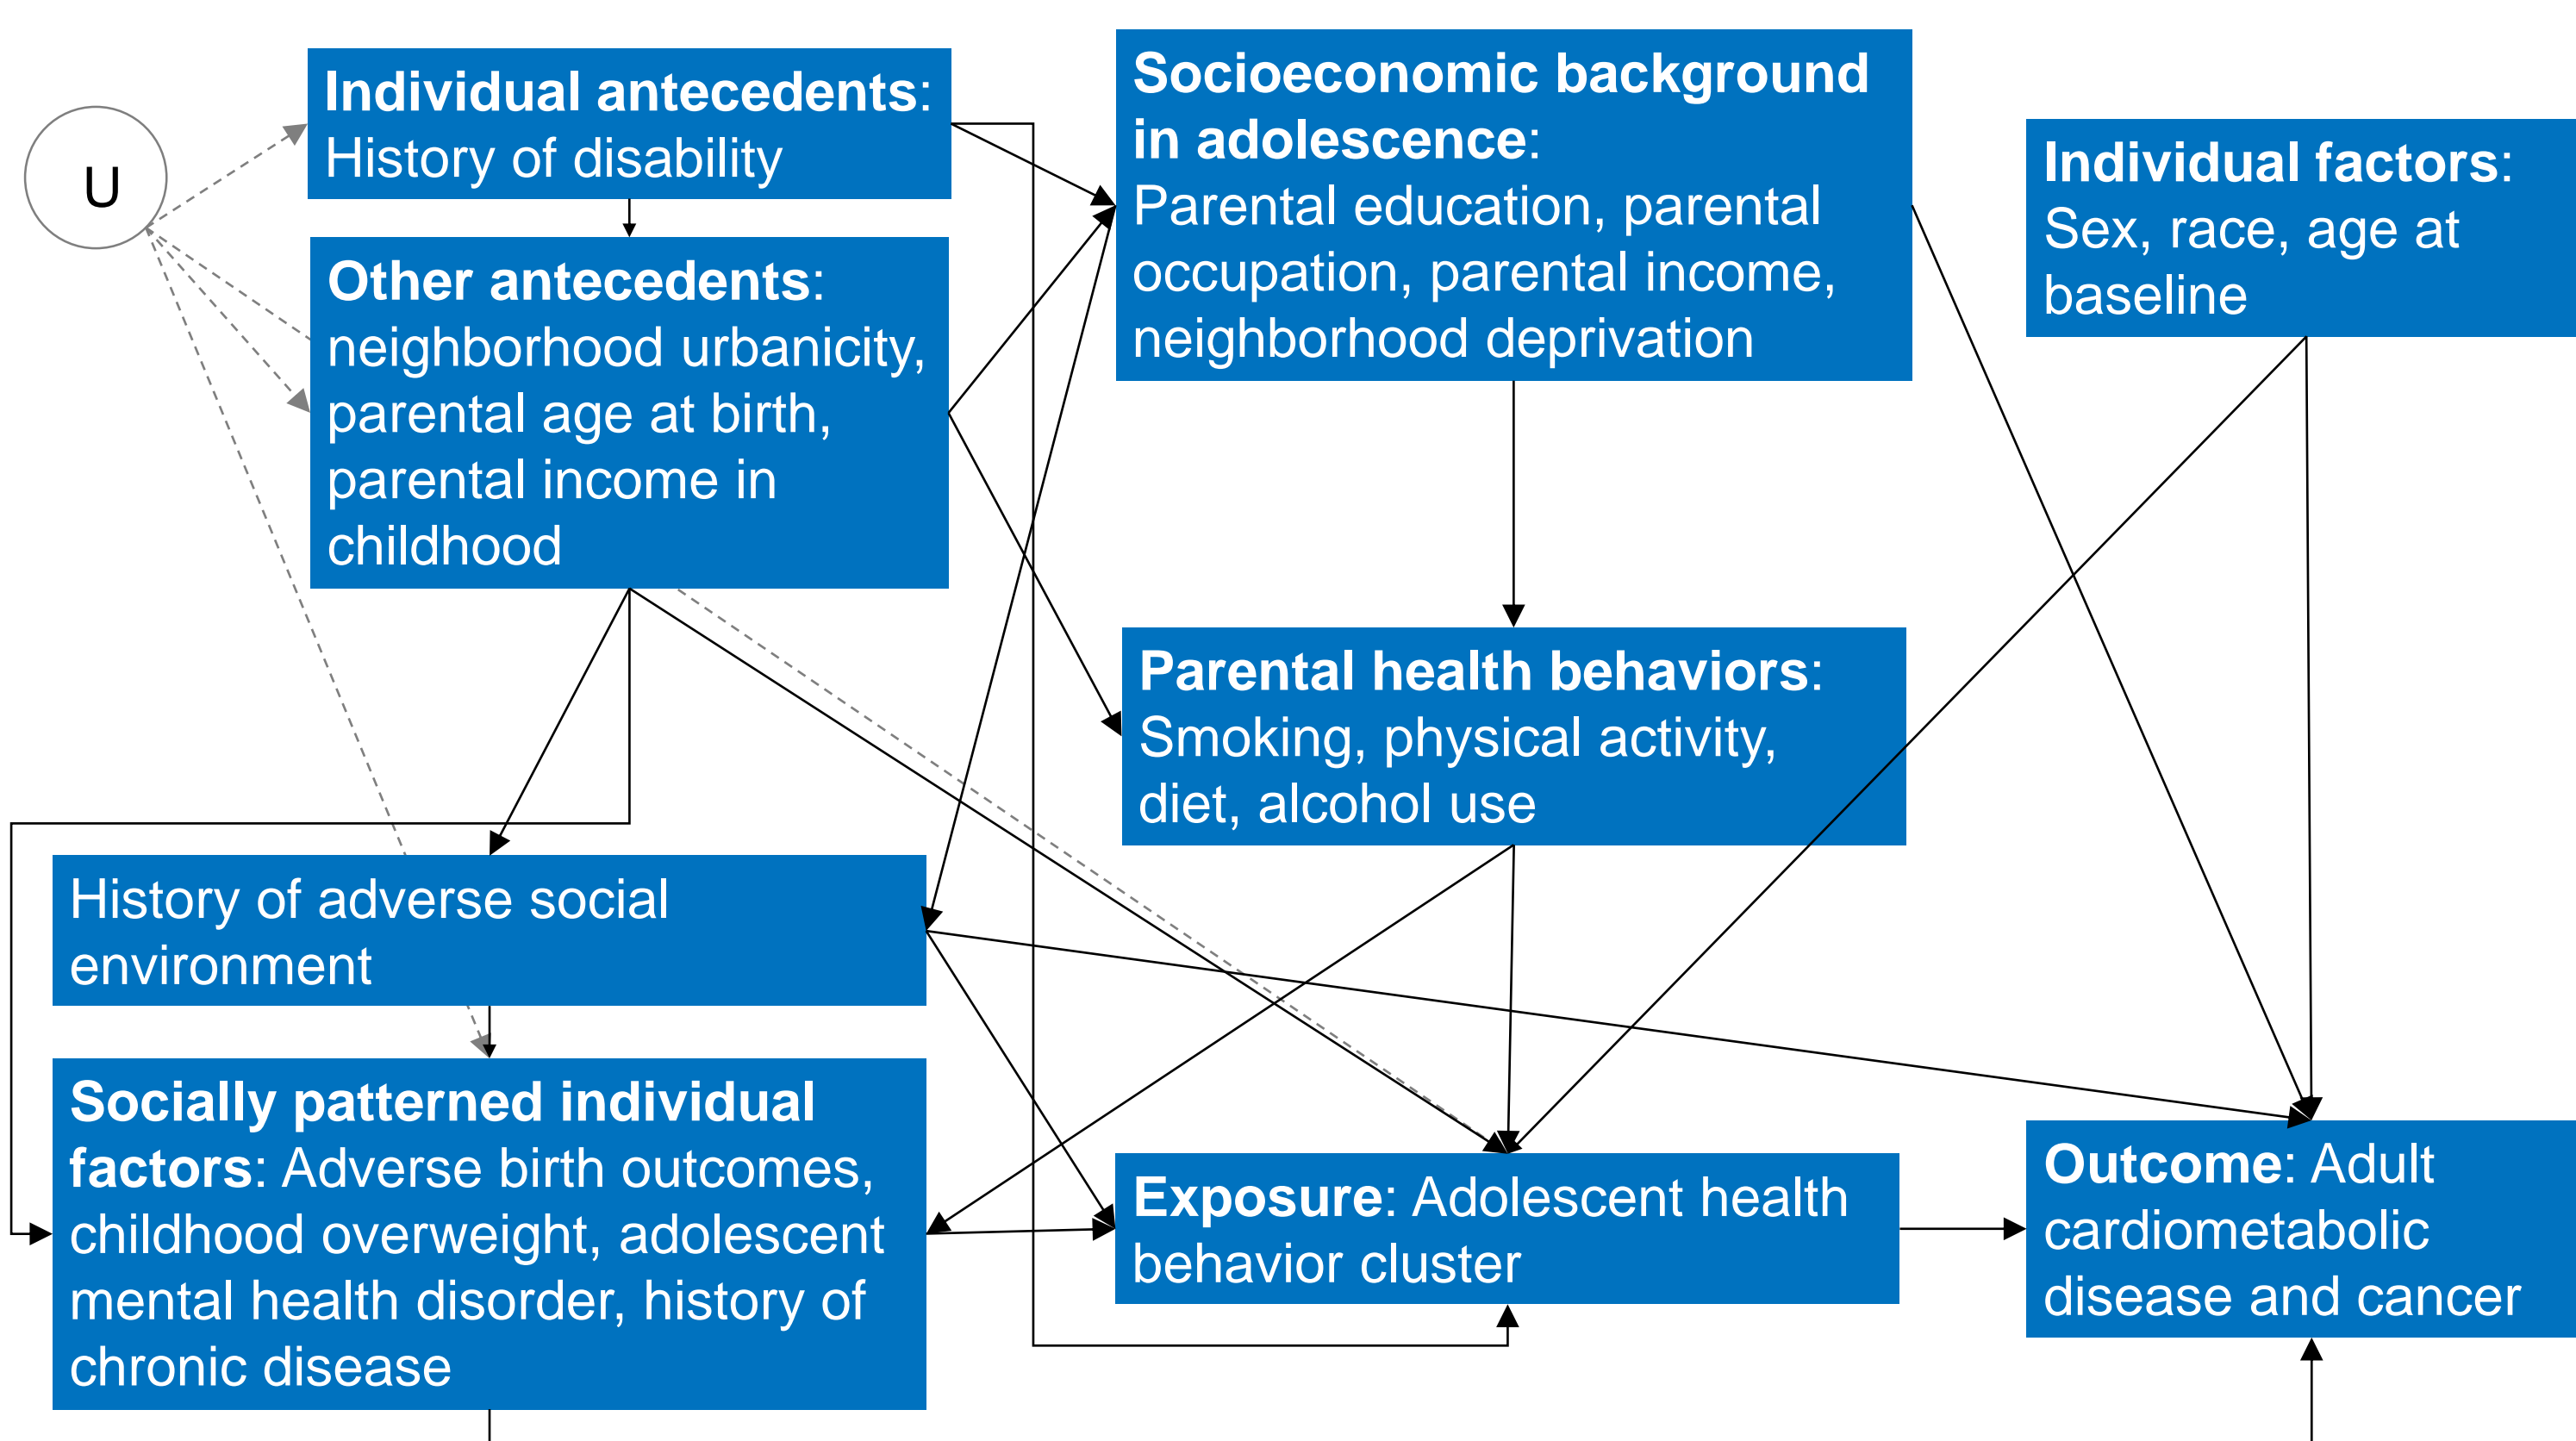 U
Individual antecedents:
History of disability
Other antecedents:
neighborhood urbanicity,
parental age at birth,
parental income in
childhood
Socioeconomic background
in adolescence:
Parental education, parental
occupation, parental income,
neighborhood deprivation
Individual factors:
Sex, race, age at
baseline
Parental health behaviors:
Smoking, physical activity,
diet, alcohol use
History of adverse social
environment
Socially patterned individual
factors: Adverse birth outcomes,
childhood overweight, adolescent
mental health disorder, history of
chronic disease
Exposure: Adolescent health
behavior cluster
Outcome: Adult
cardiometabolic
disease and cancer